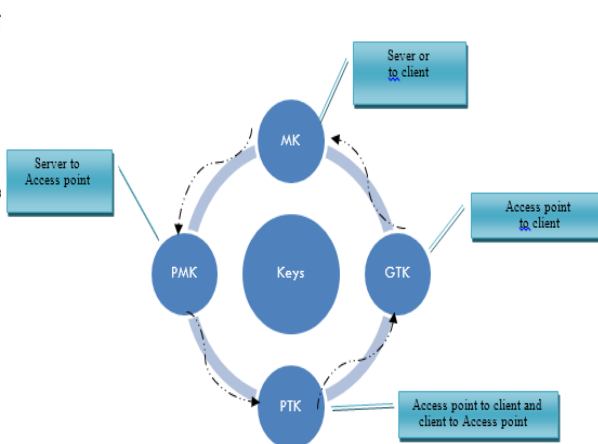 Sever or
to client
MK
Server to
Access point
Access point
to client
PMK
Keys
GTK
PTK
Access point to client and
client to Access point